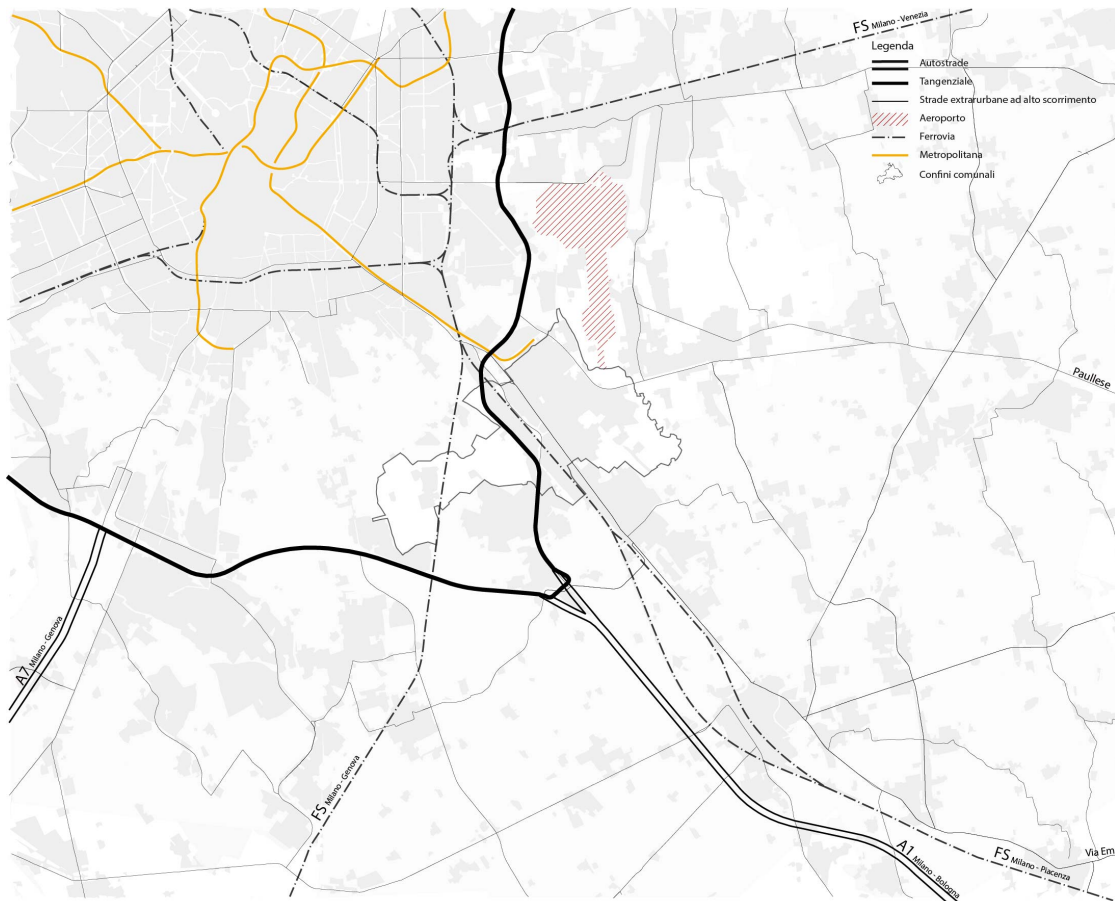 FS Milano - Venezia
Legenda
Autostrade
Tangenziale
Strade extrarurbane ad alto scorrimento
Aeroporto
Ferrovia
Metropolitana
Confini comunali
Paullese
A7 Milano - Genova
FS Milano - Genova
A1 Milano - Bologna
FS Milano - Piacenza
Via Em